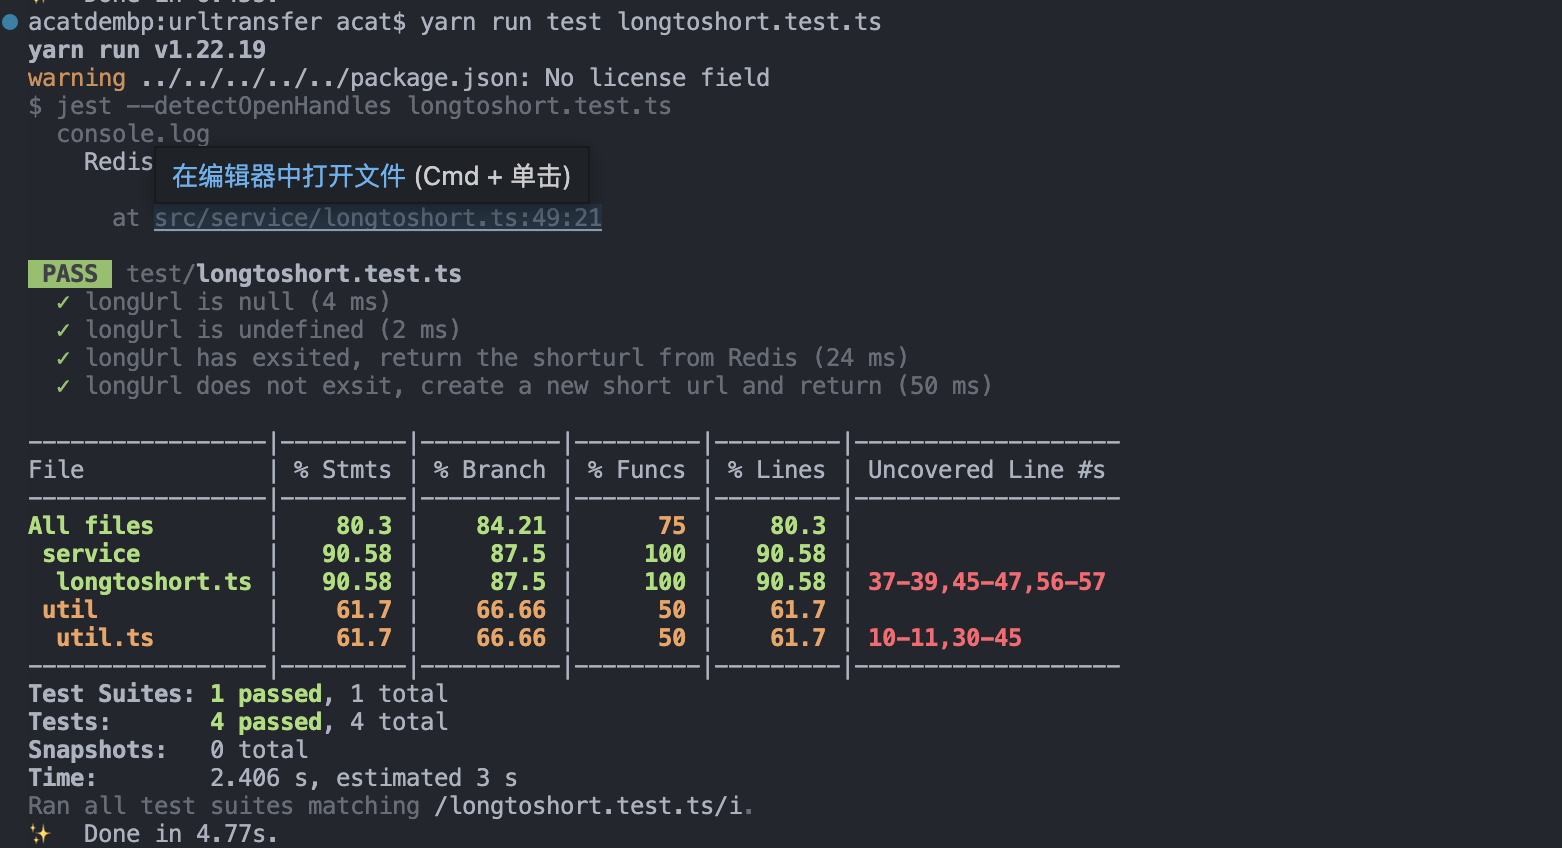 acatdembp:urltransfer acat$ yarn run test longtoshort.test.ts
yarn run v1.22.19
warning ../../../../../package.json: No license field
$ jest --detectOpenHandles longtoshort.test.ts
console.log
Redis
在编辑器中打开文件 (Cmd + 单击)
at src/service/longtoshort.ts:49:21
PASS test/longtoshort.test.ts
✓ longUrl is null (4 ms)
✓ longUrl is undefined (2 ms)
✓ longUrl has exsited, return the shorturl from Redis (24 ms)
✓ longUrl does not exsit, create a new short url and return (50 ms)
-----------------|---------|----------|---------|---------|-------------------
File | % Stmts | % Branch | % Funcs | % Lines | Uncovered Line #s
-----------------|---------|----------|---------|---------|-------------------
All files | 80.3 | 84.21 | 75 | 80.3 |
service | 90.58 | 87.5 | 100 | 90.58 |
longtoshort.ts | 90.58 | 87.5 | 100 | 90.58 | 37-39,45-47,56-57
util | 61.7 | 66.66 | 50 | 61.7 |
util.ts | 61.7 | 66.66 | 50 | 61.7 | 10-11,30-45
-----------------|---------|----------|---------|---------|-------------------
Test Suites: 1 passed, 1 total
Tests: 4 passed, 4 total
Snapshots: 0 total
Time: 2.406 s, estimated 3 s
Ran all test suites matching /longtoshort.test.ts/i.
✨ Done in 4.77s.